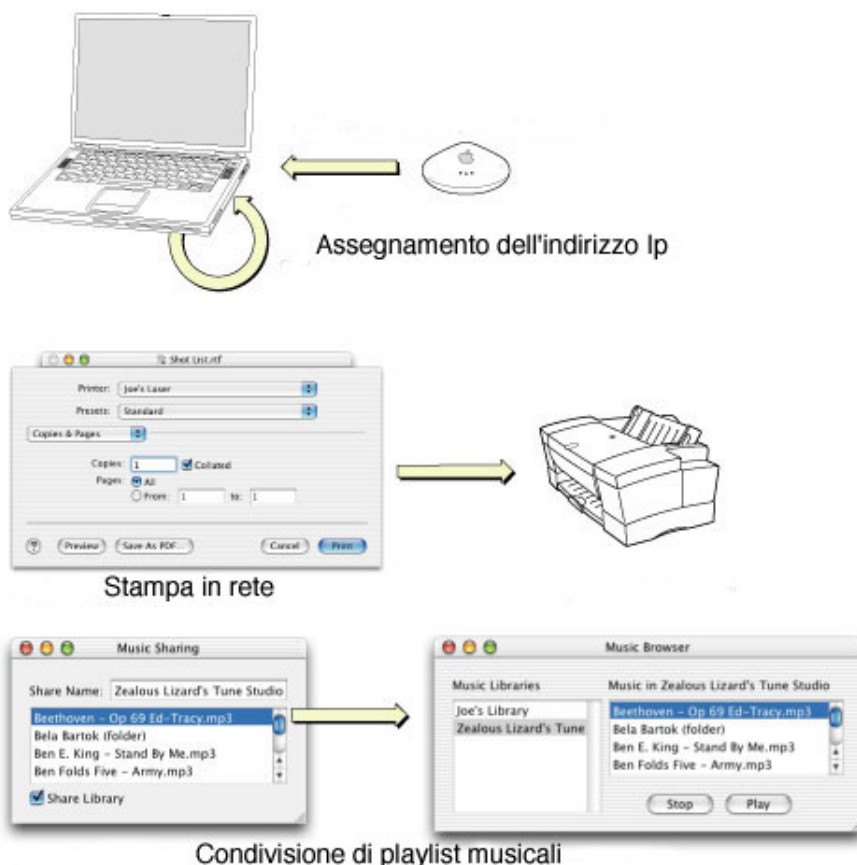 Assegnamento dell'indirizzo Ip
Shot List.rtf
Printer: Joe's Laser
Presets: Standard
Copies & Pages
Copies: 1 Collated
Pages: All
From: 1 to: 1
? Preview Save As PDF... Cancel Print
Stampa in rete
Music Sharing
Share Name: Zealous Lizard's Tune Studio
Beethoven – Op 69 Ed–Tracy.mp3
Bela Bartok (folder)
Ben E. King – Stand By Me.mp3
Ben Folds Five – Army.mp3
Share Library
Music Browser
Music Libraries
Joe's Library
Zealous Lizard's Tune
Music in Zealous Lizard's Tune Studio
Beethoven – Op 69 Ed–Tracy.mp3
Bela Bartok (folder)
Ben E. King – Stand By Me.mp3
Ben Folds Five – Army.mp3
Stop Play
Condivisione di playlist musicali